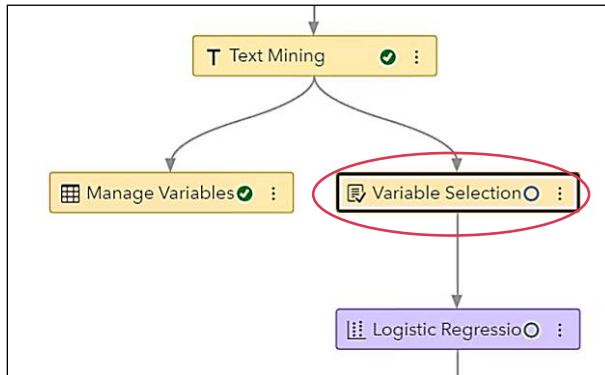 Text Mining
Manage Variables
Variable Selection
Logistic Regressio